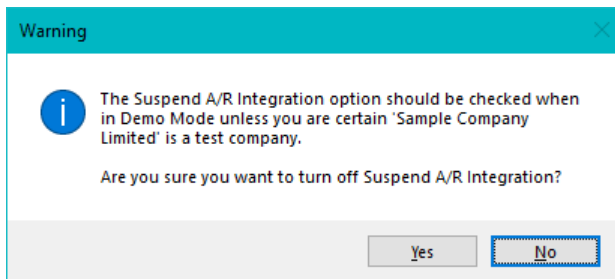 Warning
The Suspend A/R Integration option should be checked when
in Demo Mode unless you are certain 'Sample Company
Limited' is a test company.
Are you sure you want to turn off Suspend A/R Integration?
Yes
No